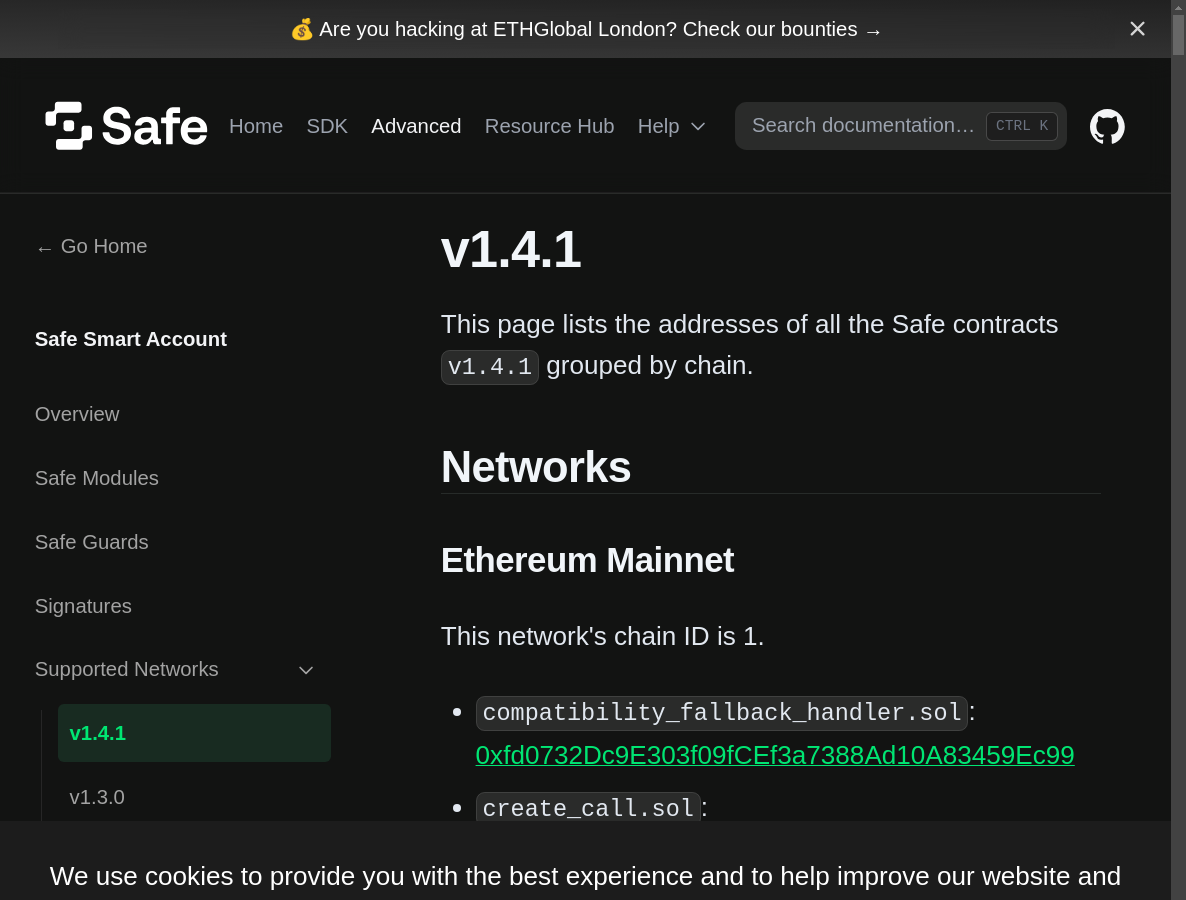 💰 Are you hacking at ETHGlobal London? Check our bounties →
Safe Home SDK Advanced Resource Hub Help Search documentation… CTRL K
← Go Home
Safe Smart Account
Overview
Safe Modules
Safe Guards
Signatures
Supported Networks
v1.4.1
v1.3.0
v1.4.1
This page lists the addresses of all the Safe contracts
v1.4.1 grouped by chain.
Networks
Ethereum Mainnet
This network's chain ID is 1.
compatibility_fallback_handler.sol:
0xfd0732Dc9E303f09fCEf3a7388Ad10A83459Ec99
create_call.sol:
We use cookies to provide you with the best experience and to help improve our website and